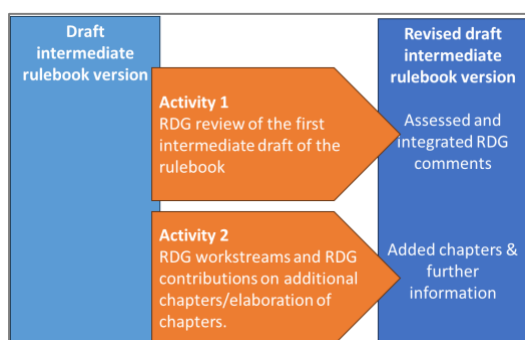 Draft
intermediate
rulebook version
Activity 1
RDG review of the first
intermediate draft of the
rulebook
Activity 2
RDG workstreams and RDG
contributions on additional
chapters/elaboration of
chapters.
Revised draft
intermediate
rulebook version
Assessed and
integrated RDG
comments
Added chapters &
further
information